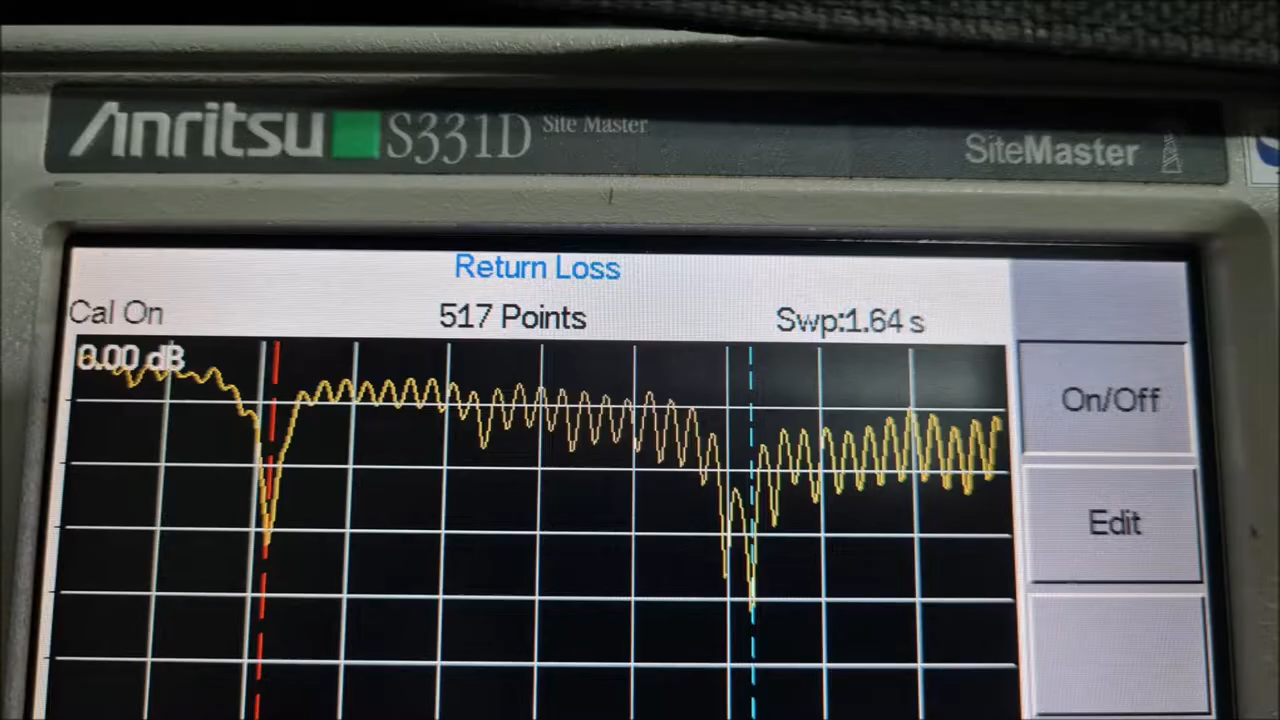 Anritsu S331D Site Master SiteMaster
Return Loss
Cal On 517 Points Swp:1.64 s
0.00 dB
On/Off
Edit